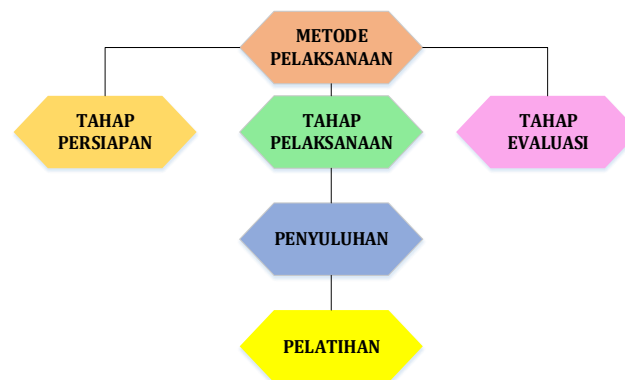 METODE
PELAKSANAAN
TAHAP
PERSIAPAN
TAHAP
PELAKSANAAN
TAHAP
EVALUASI
PENYULUHAN
PELATIHAN